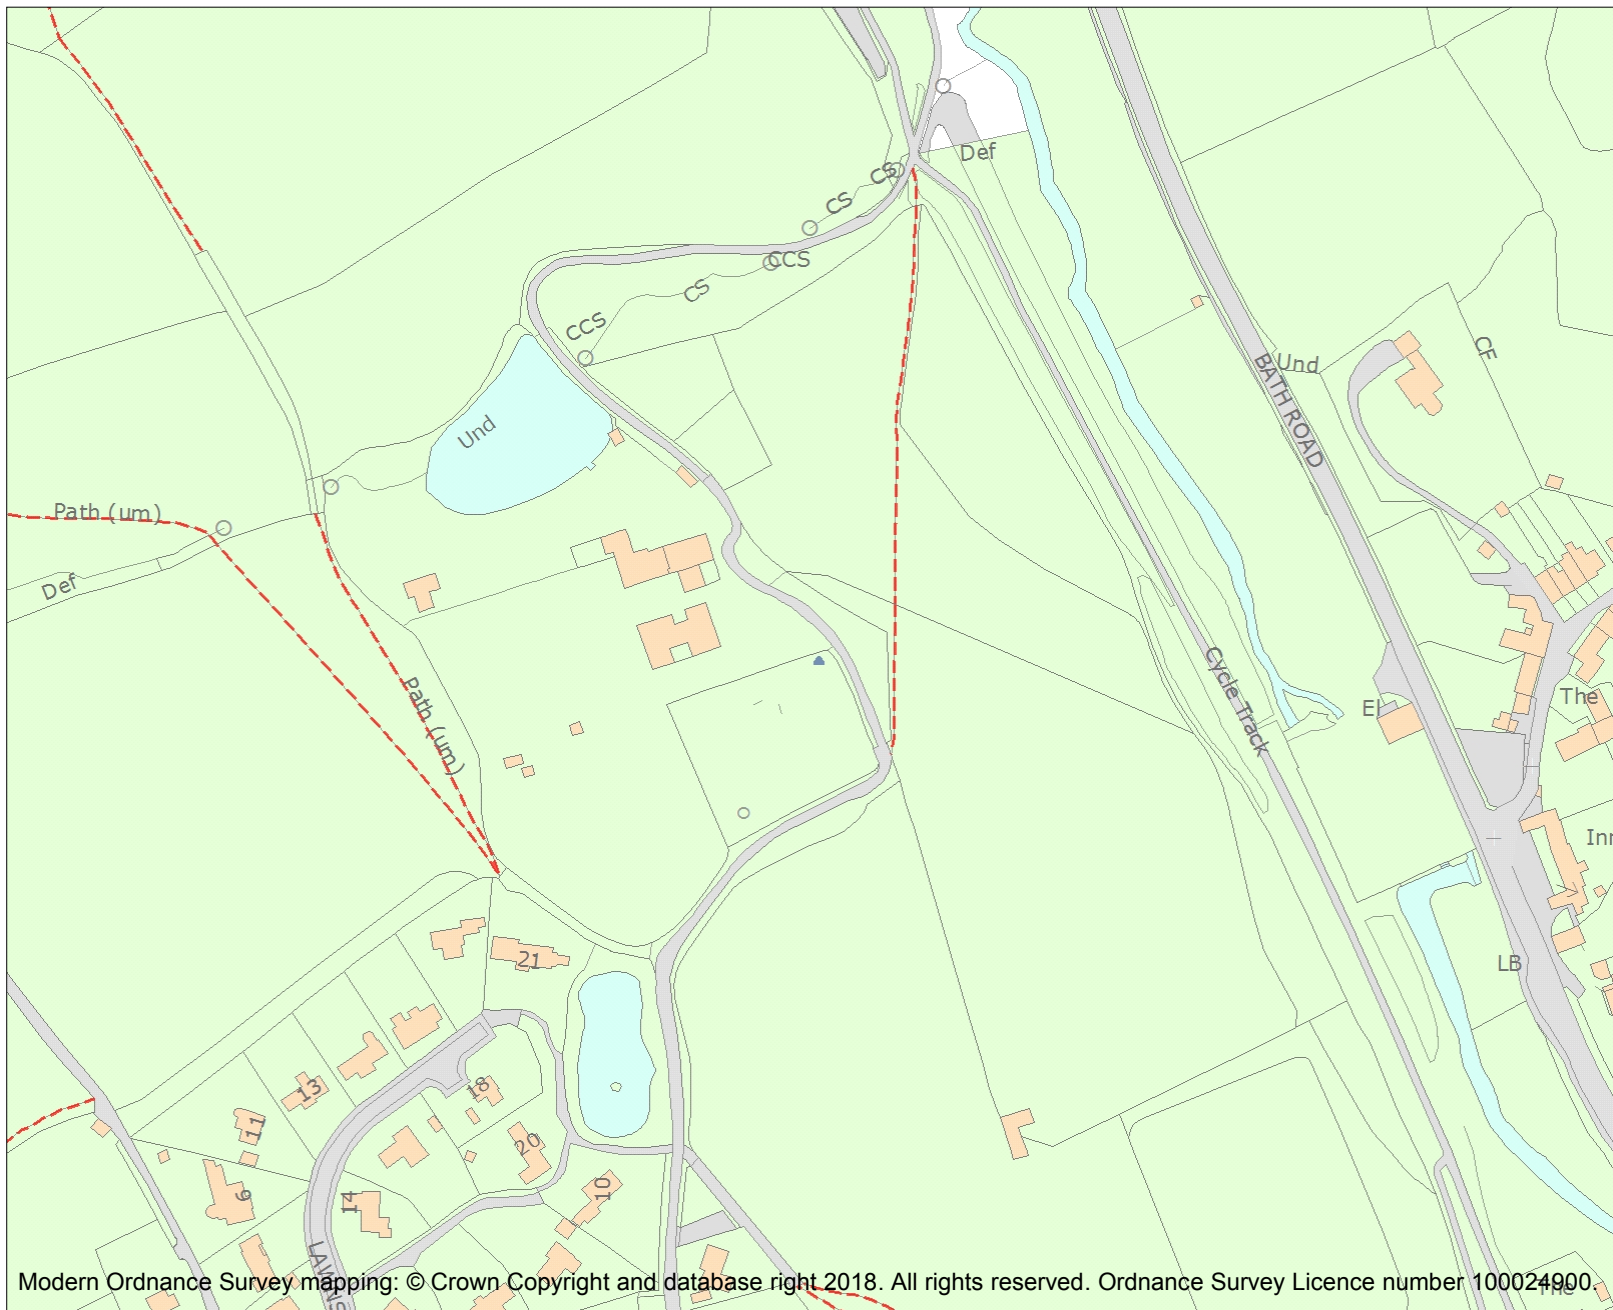 Def
CS
CS
CCS
CS
CCS
Und
BATH ROAD
CF
Und
Path (um)
Def
Path (um)
Cycle Track
El
The
Inn
LB
21
13
18
11
20
9
14
10
LAWNS
The
Modern Ordnance Survey mapping: © Crown Copyright and database right 2018. All rights reserved. Ordnance Survey Licence number 100024900.